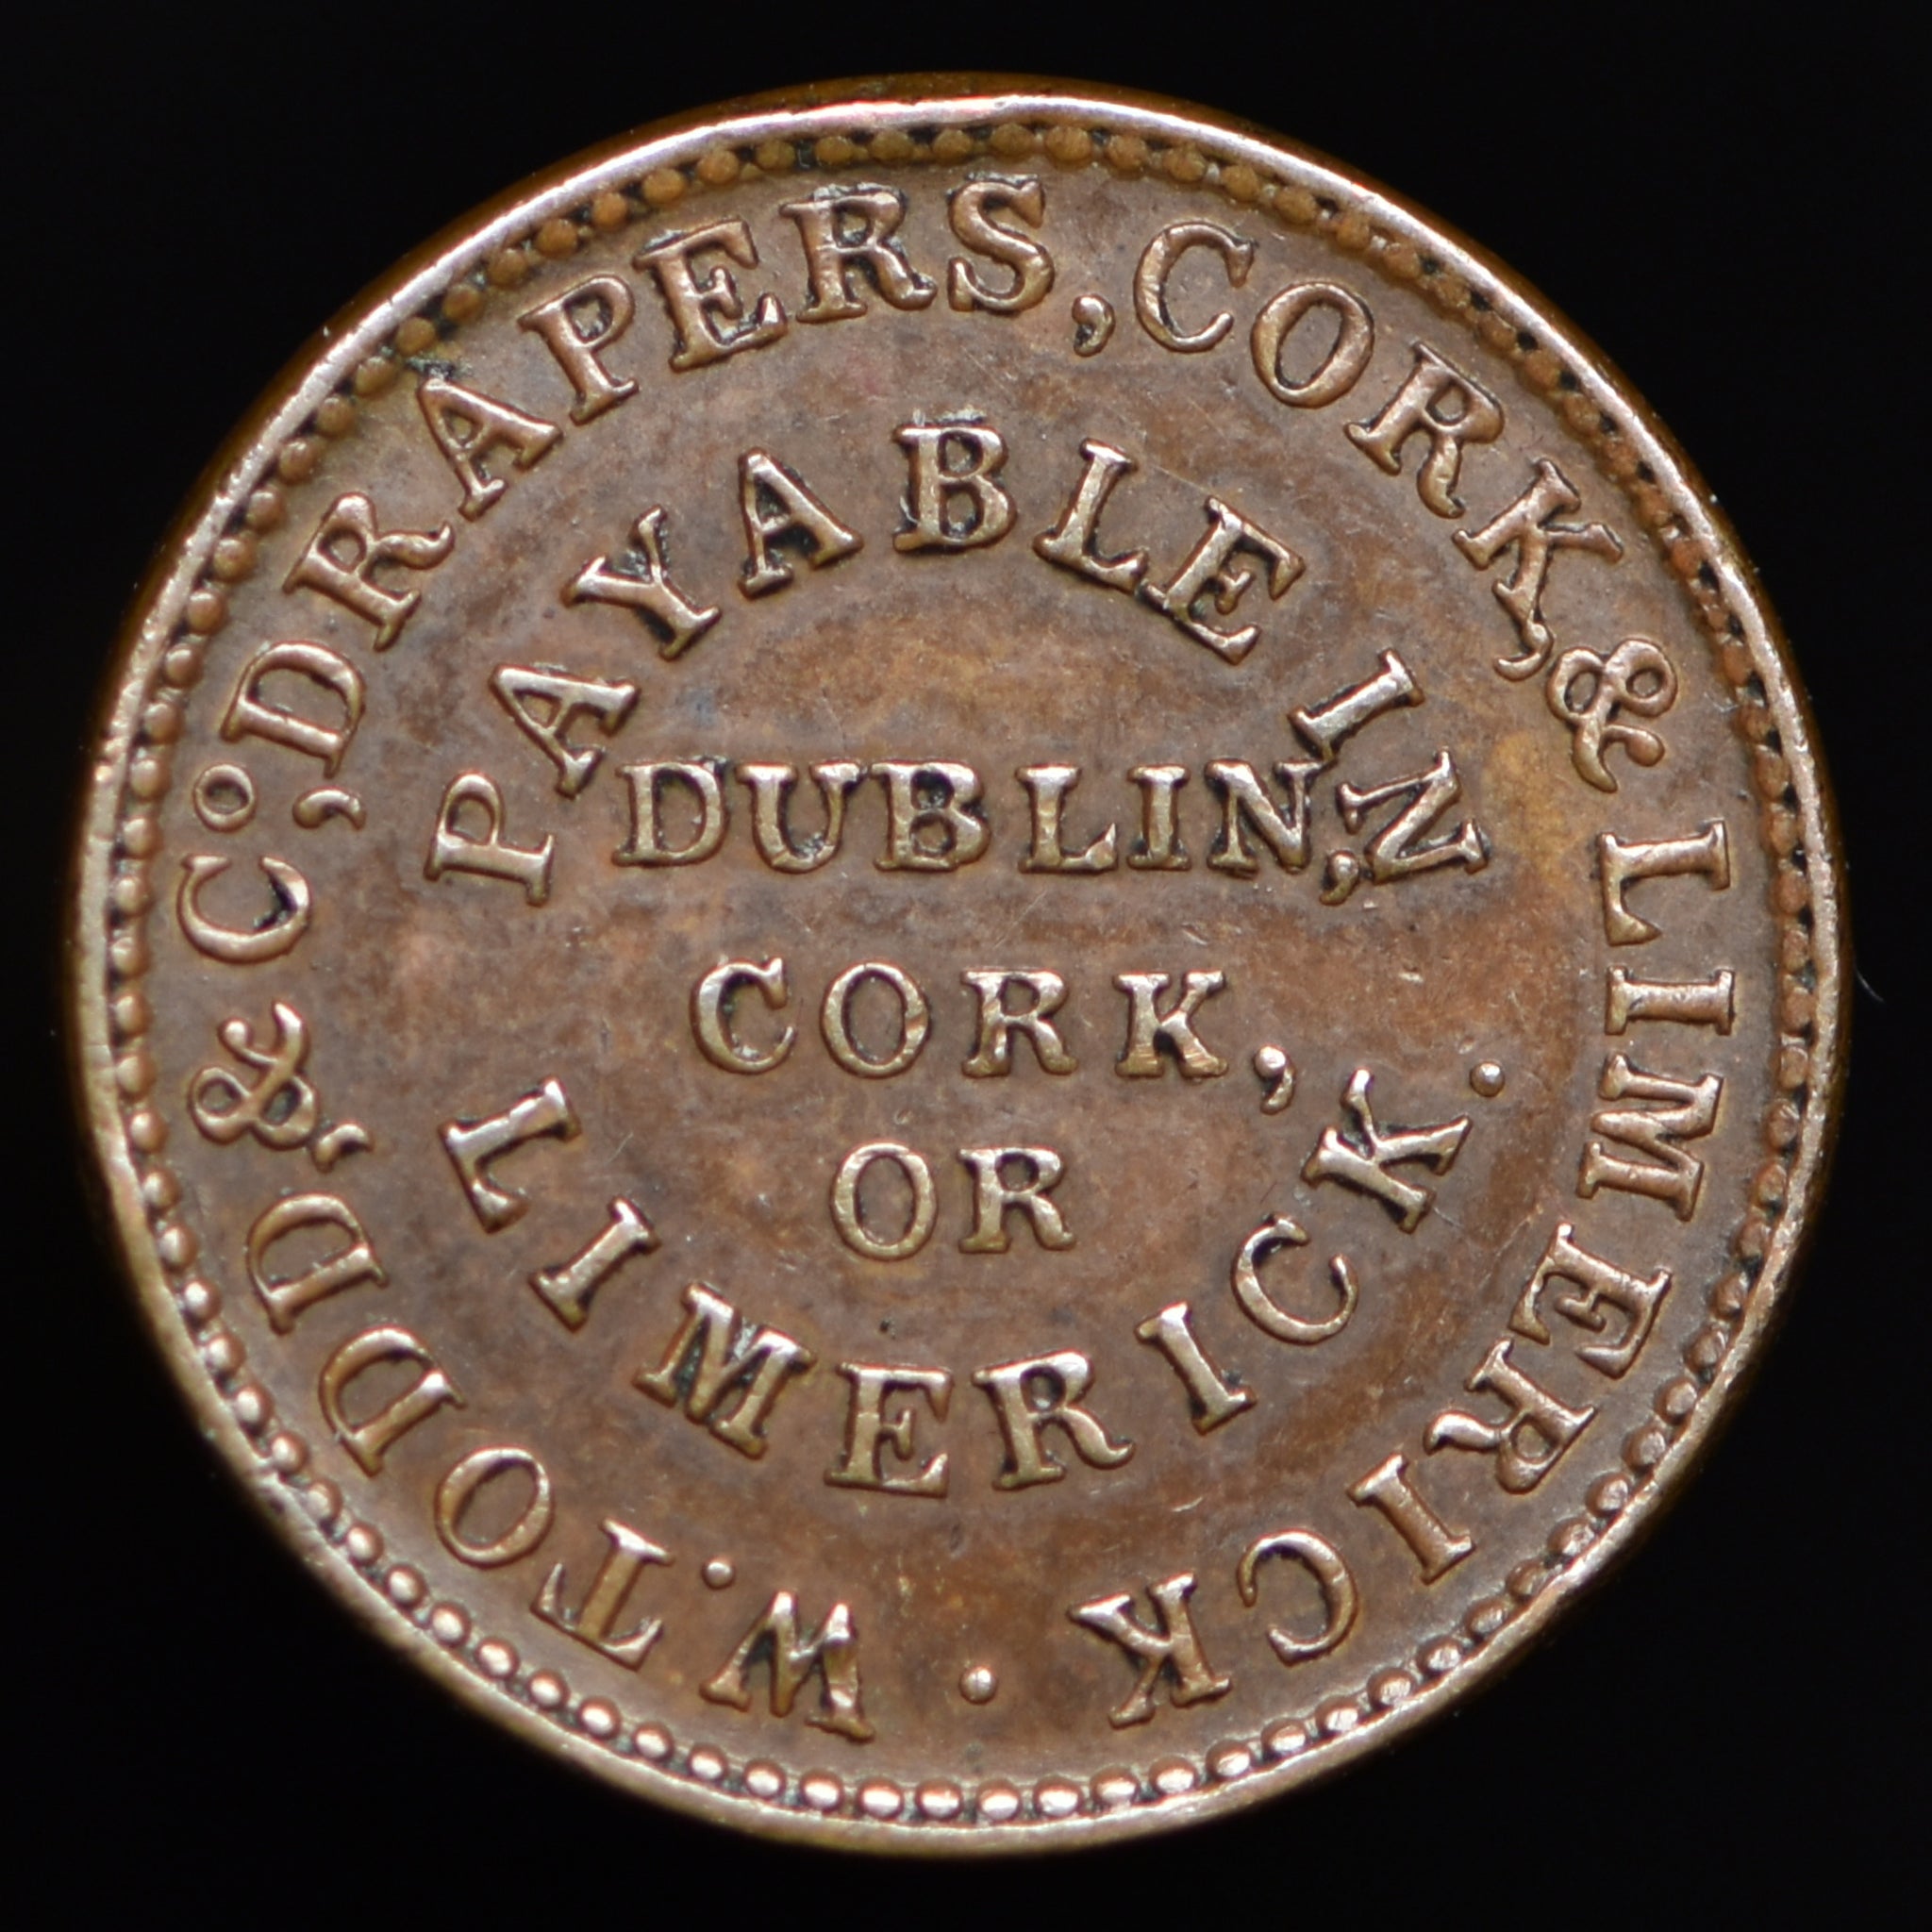 W. TODD, & Cº, DRAPERS, CORK, & LIMERICK.
PAYABLE IN
DUBLIN,
CORK,
OR
LIMERICK.